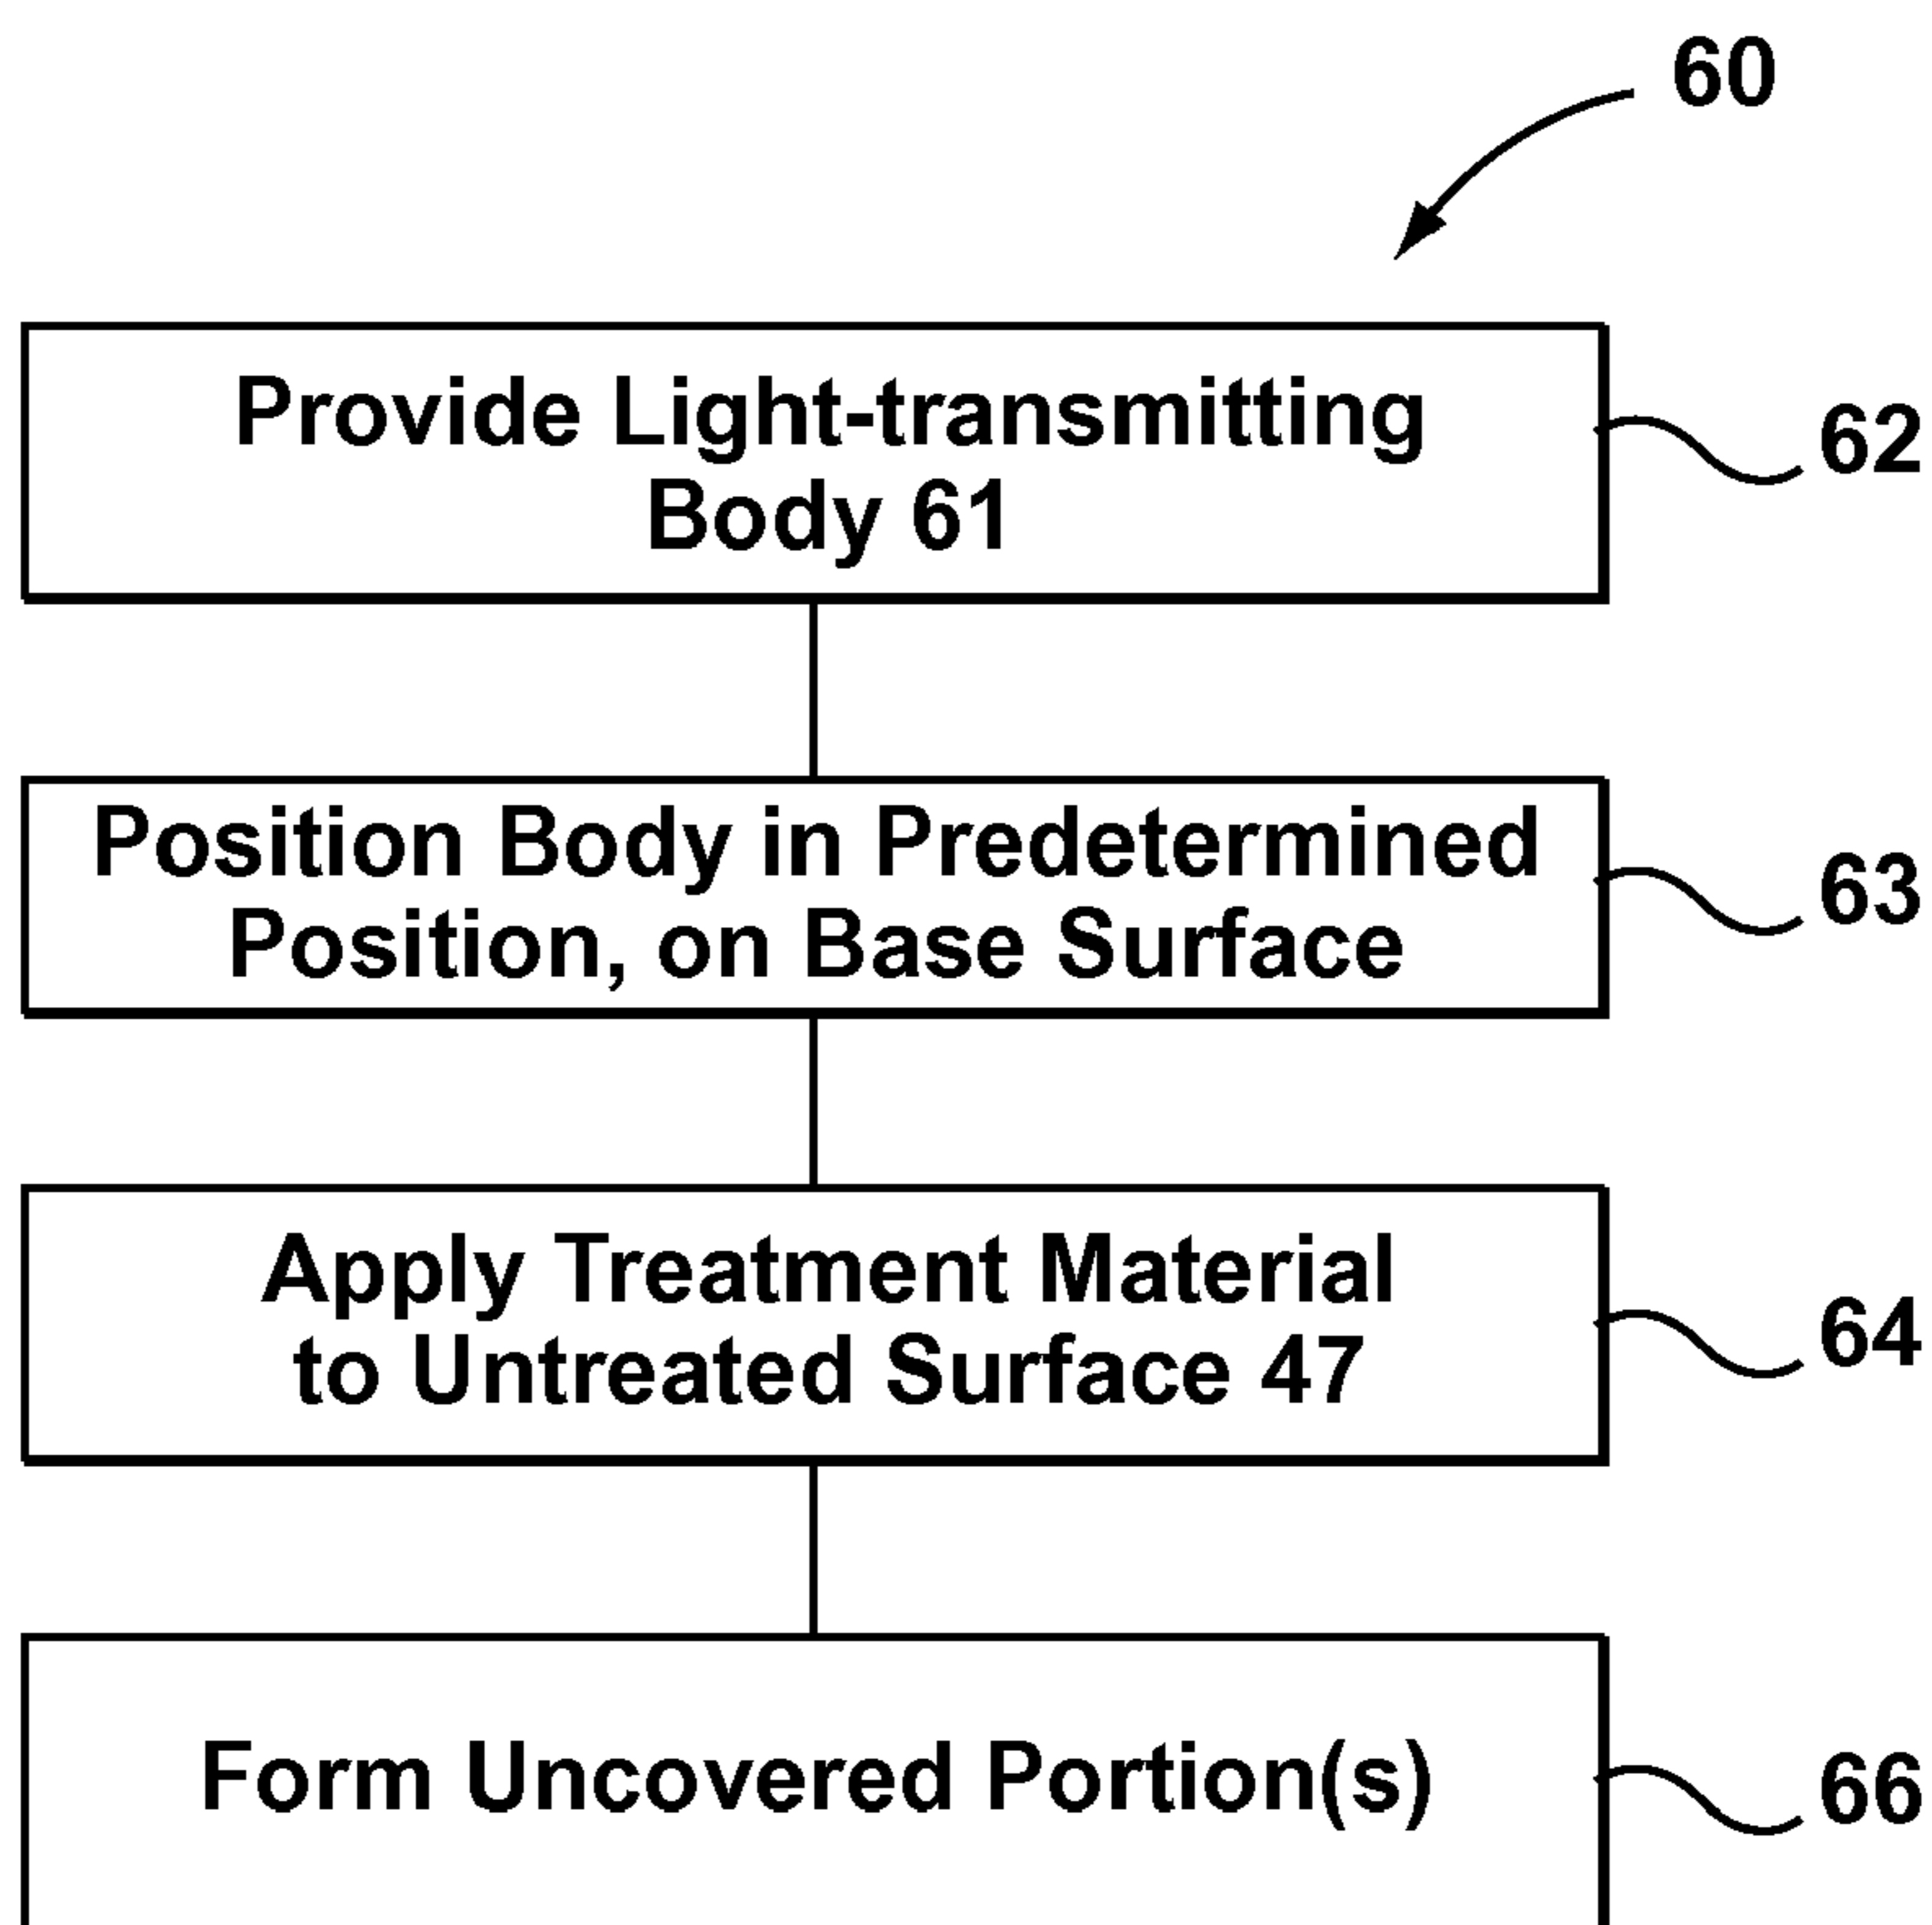 60
Provide Light-transmitting
Body 61
62
Position Body in Predetermined
Position, on Base Surface
63
Apply Treatment Material
to Untreated Surface 47
64
Form Uncovered Portion(s)
66